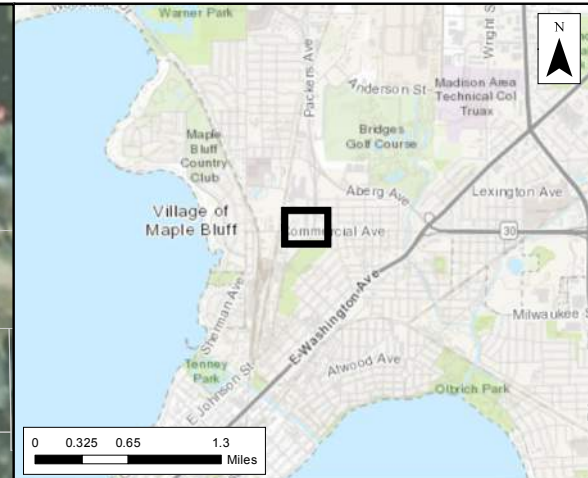 Warner Park
Packers Ave
Wright S
N
Anderson St
Madison Area
Technical Col
Truax
Maple
Bluff
Country
Club
Bridges
Golf Course
Aberg Ave
Lexington Ave
Village of
Maple Bluff
Commercial Ave
30
Sherman Ave
E Washington Ave
Milwaukee S
Tenney
Park
E Johnson St
Atwood Ave
Olbrich Park
0 0.325 0.65 1.3
Miles